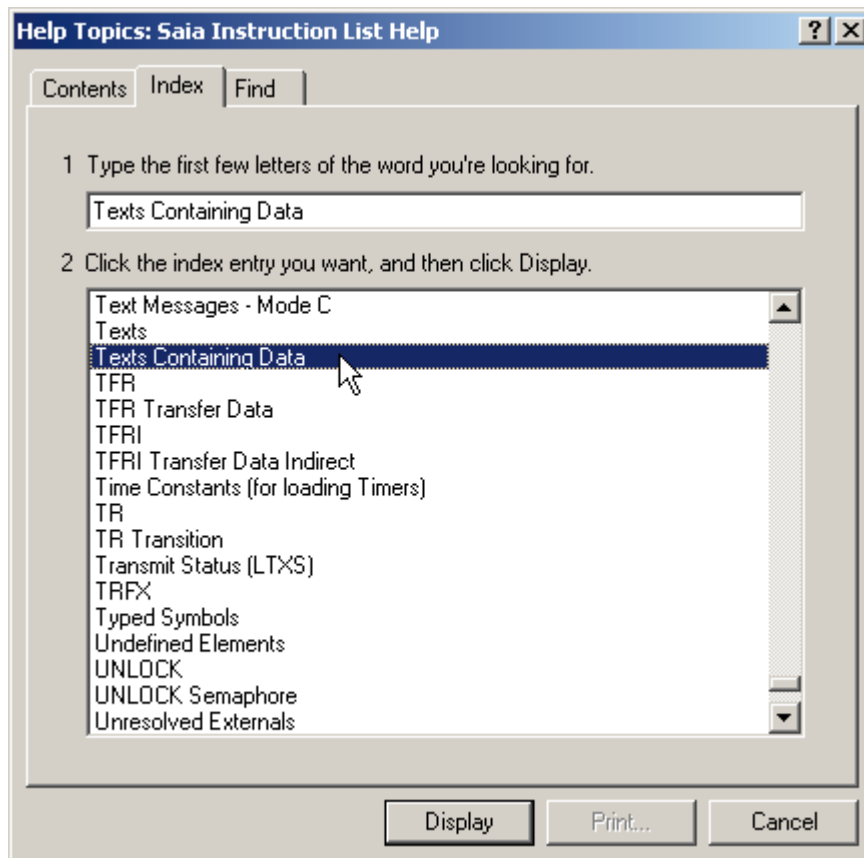 Help Topics: Saia Instruction List Help
Contents Index Find
1 Type the first few letters of the word you're looking for.
Texts Containing Data
2 Click the index entry you want, and then click Display.
Text Messages - Mode C
Texts
Texts Containing Data
TFR
TFR Transfer Data
TFRI
TFRI Transfer Data Indirect
Time Constants (for loading Timers)
TR
TR Transition
Transmit Status (LTXS)
TRFX
Typed Symbols
Undefined Elements
UNLOCK
UNLOCK Semaphore
Unresolved Externals
Display Print... Cancel